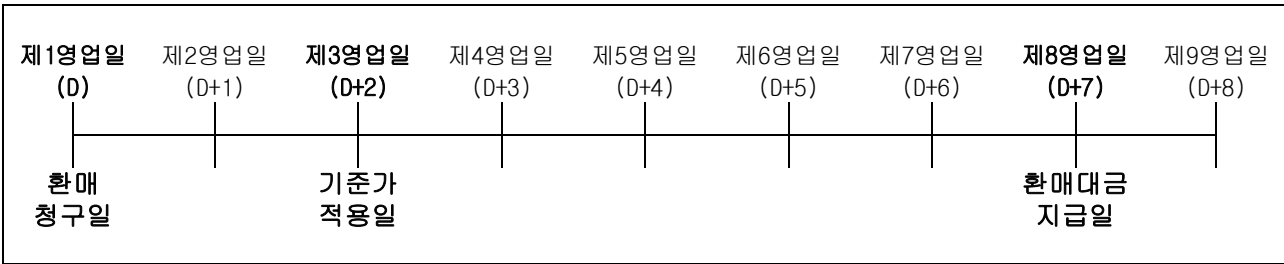 제1영업일 제2영업일 제3영업일 제4영업일 제5영업일 제6영업일 제7영업일 제8영업일 제9영업일
(D) (D+1) (D+2) (D+3) (D+4) (D+5) (D+6) (D+7) (D+8)
환매 기준가 환매대금
청구일 적용일 지급일